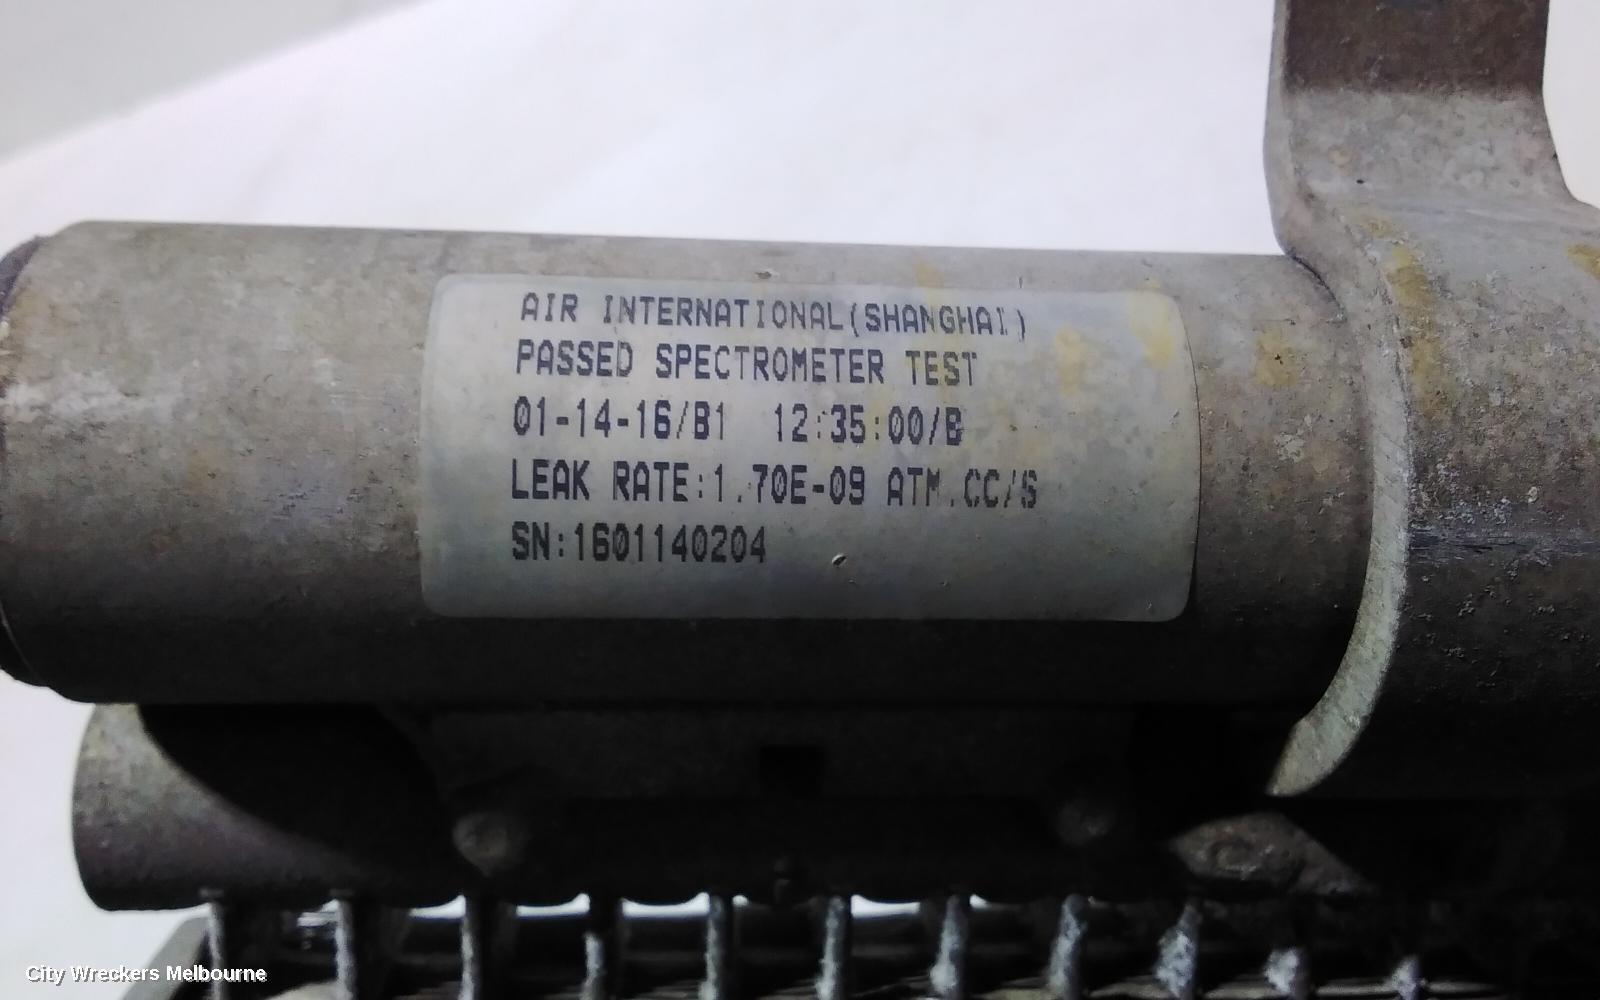 AIR INTERNATIONAL(SHANGHAI)
PASSED SPECTROMETER TEST
01-14-16/B1 12:35:00/B
LEAK RATE:1.70E-09 ATM.CC/S
SN:1601140204
City Wreckers Melbourne